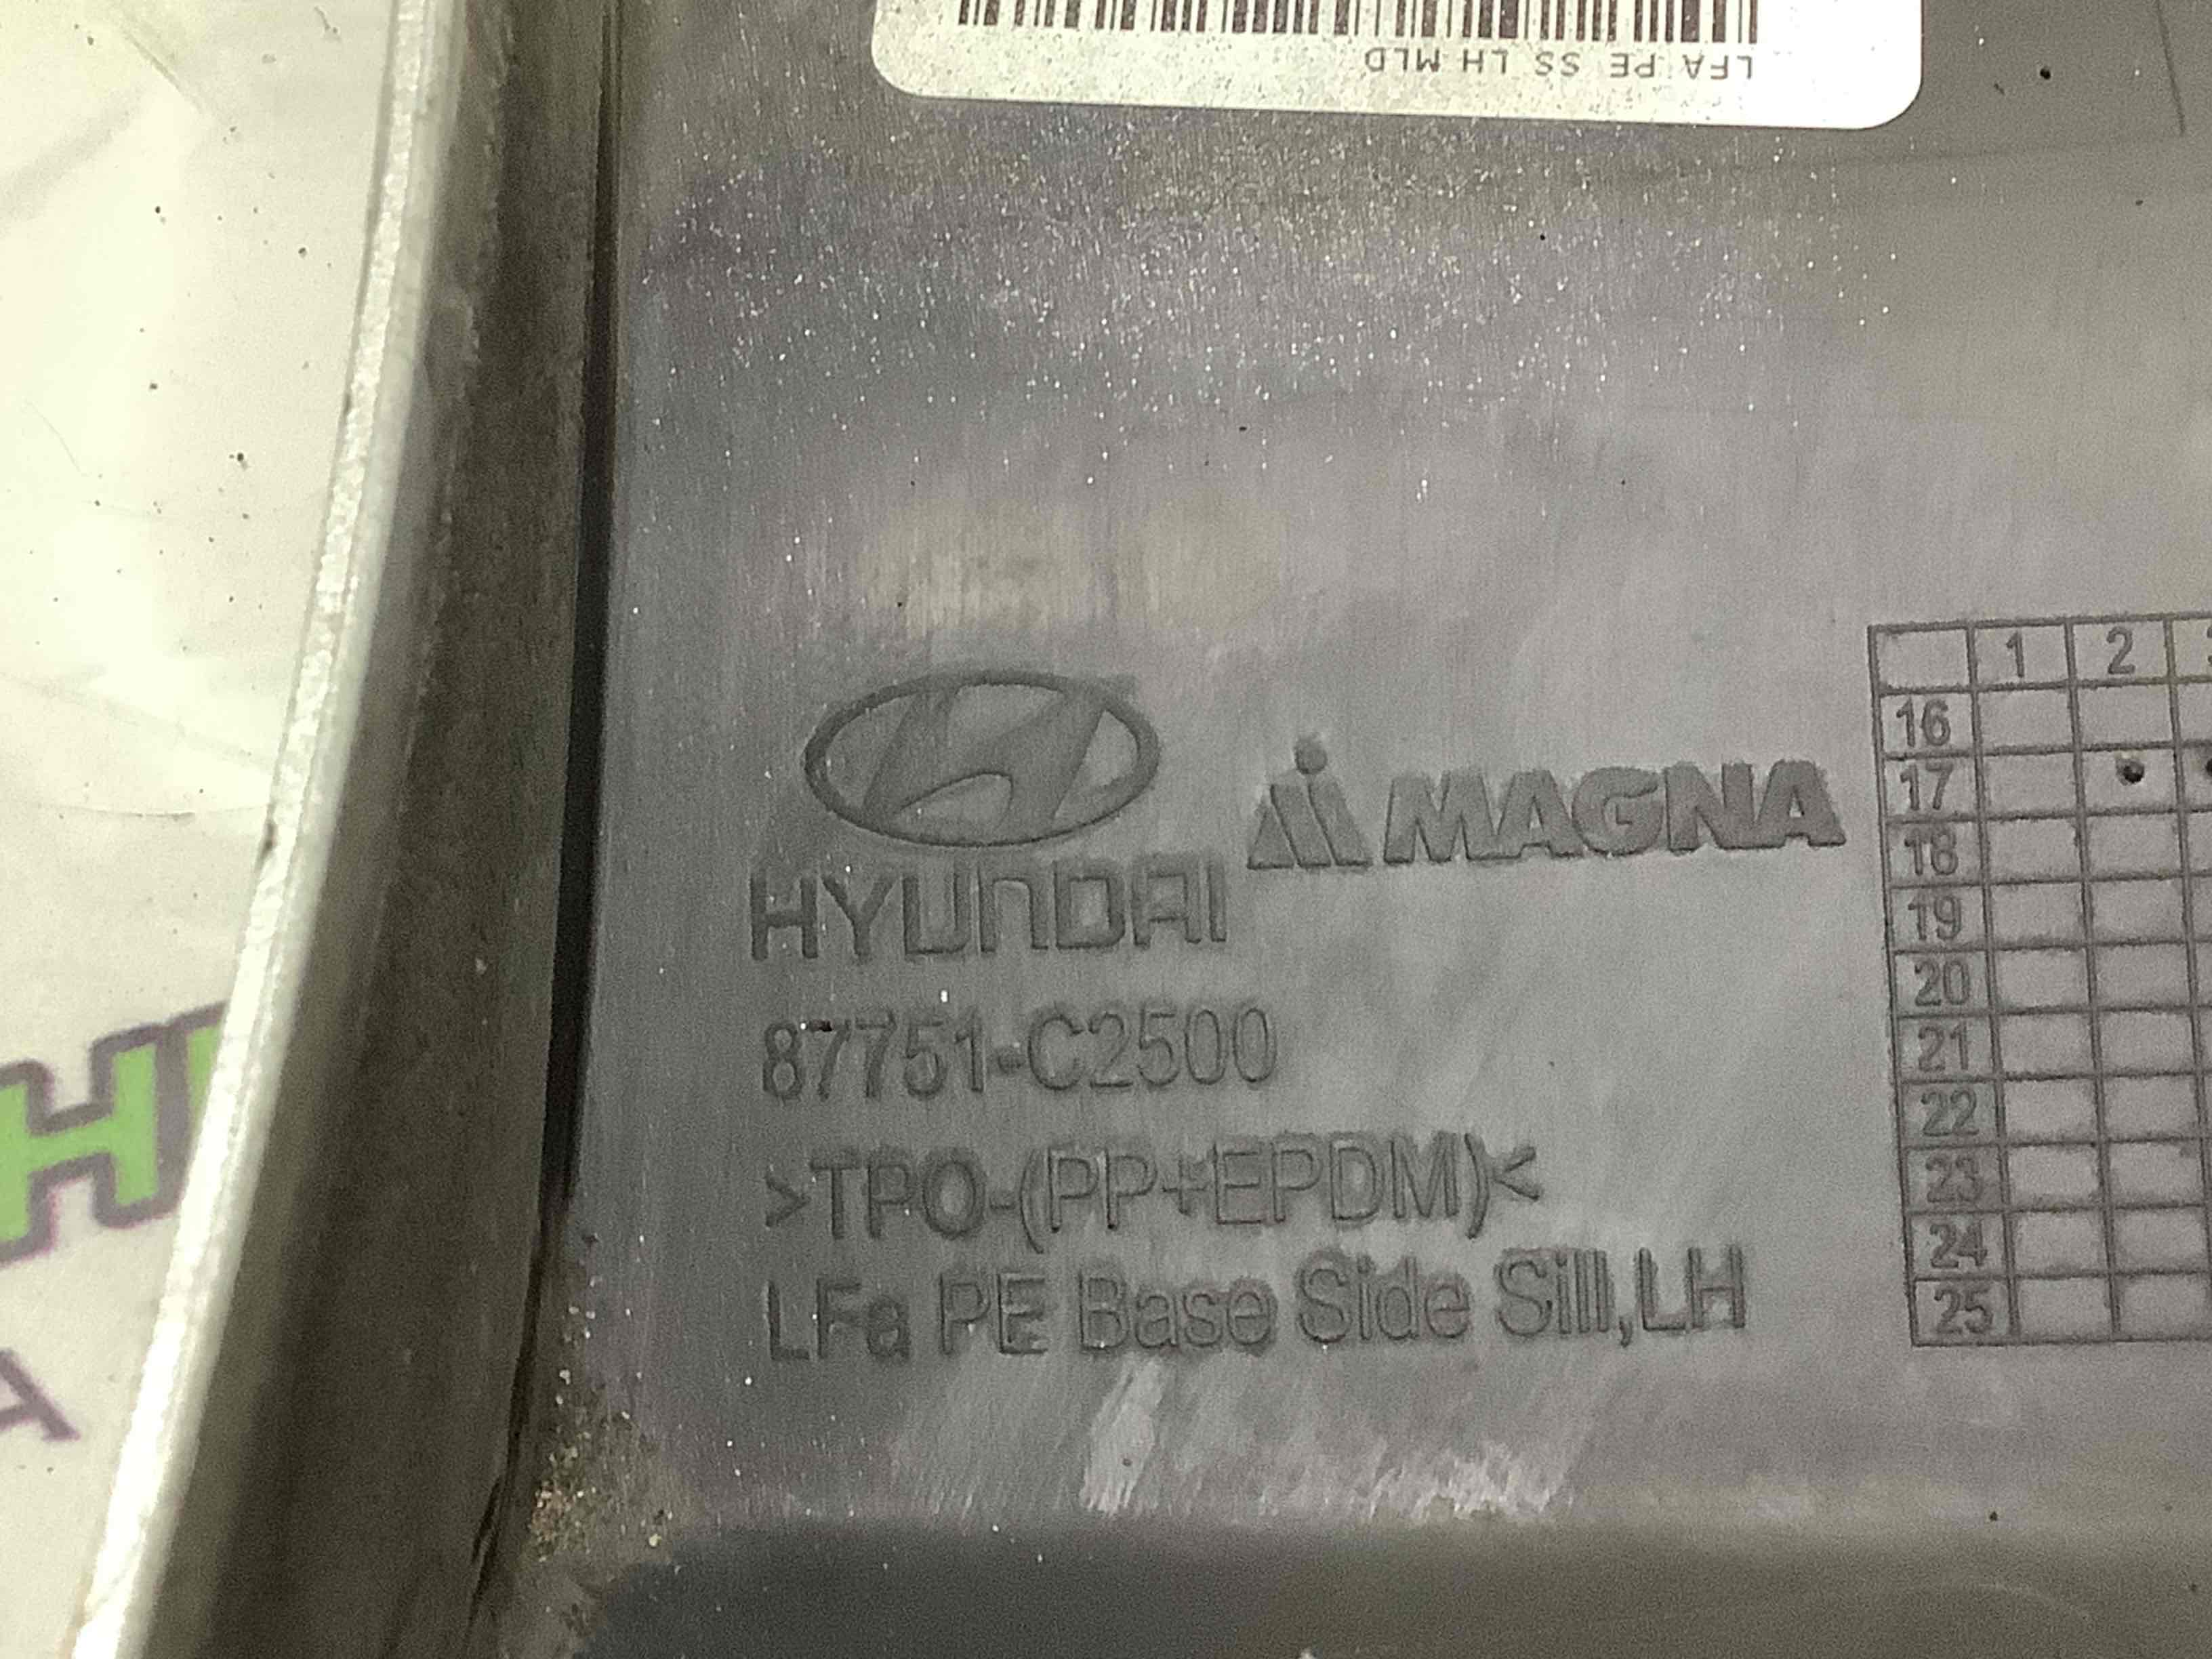 LFA PE SS LH MLD
HYUNDAI
MAGNA
87751-C2500
>TPO-(PP+EPDM)<
LFa PE Base Side Sill,LH
1 2
16
17
18
19
20
21
22
23
24
25
H
A